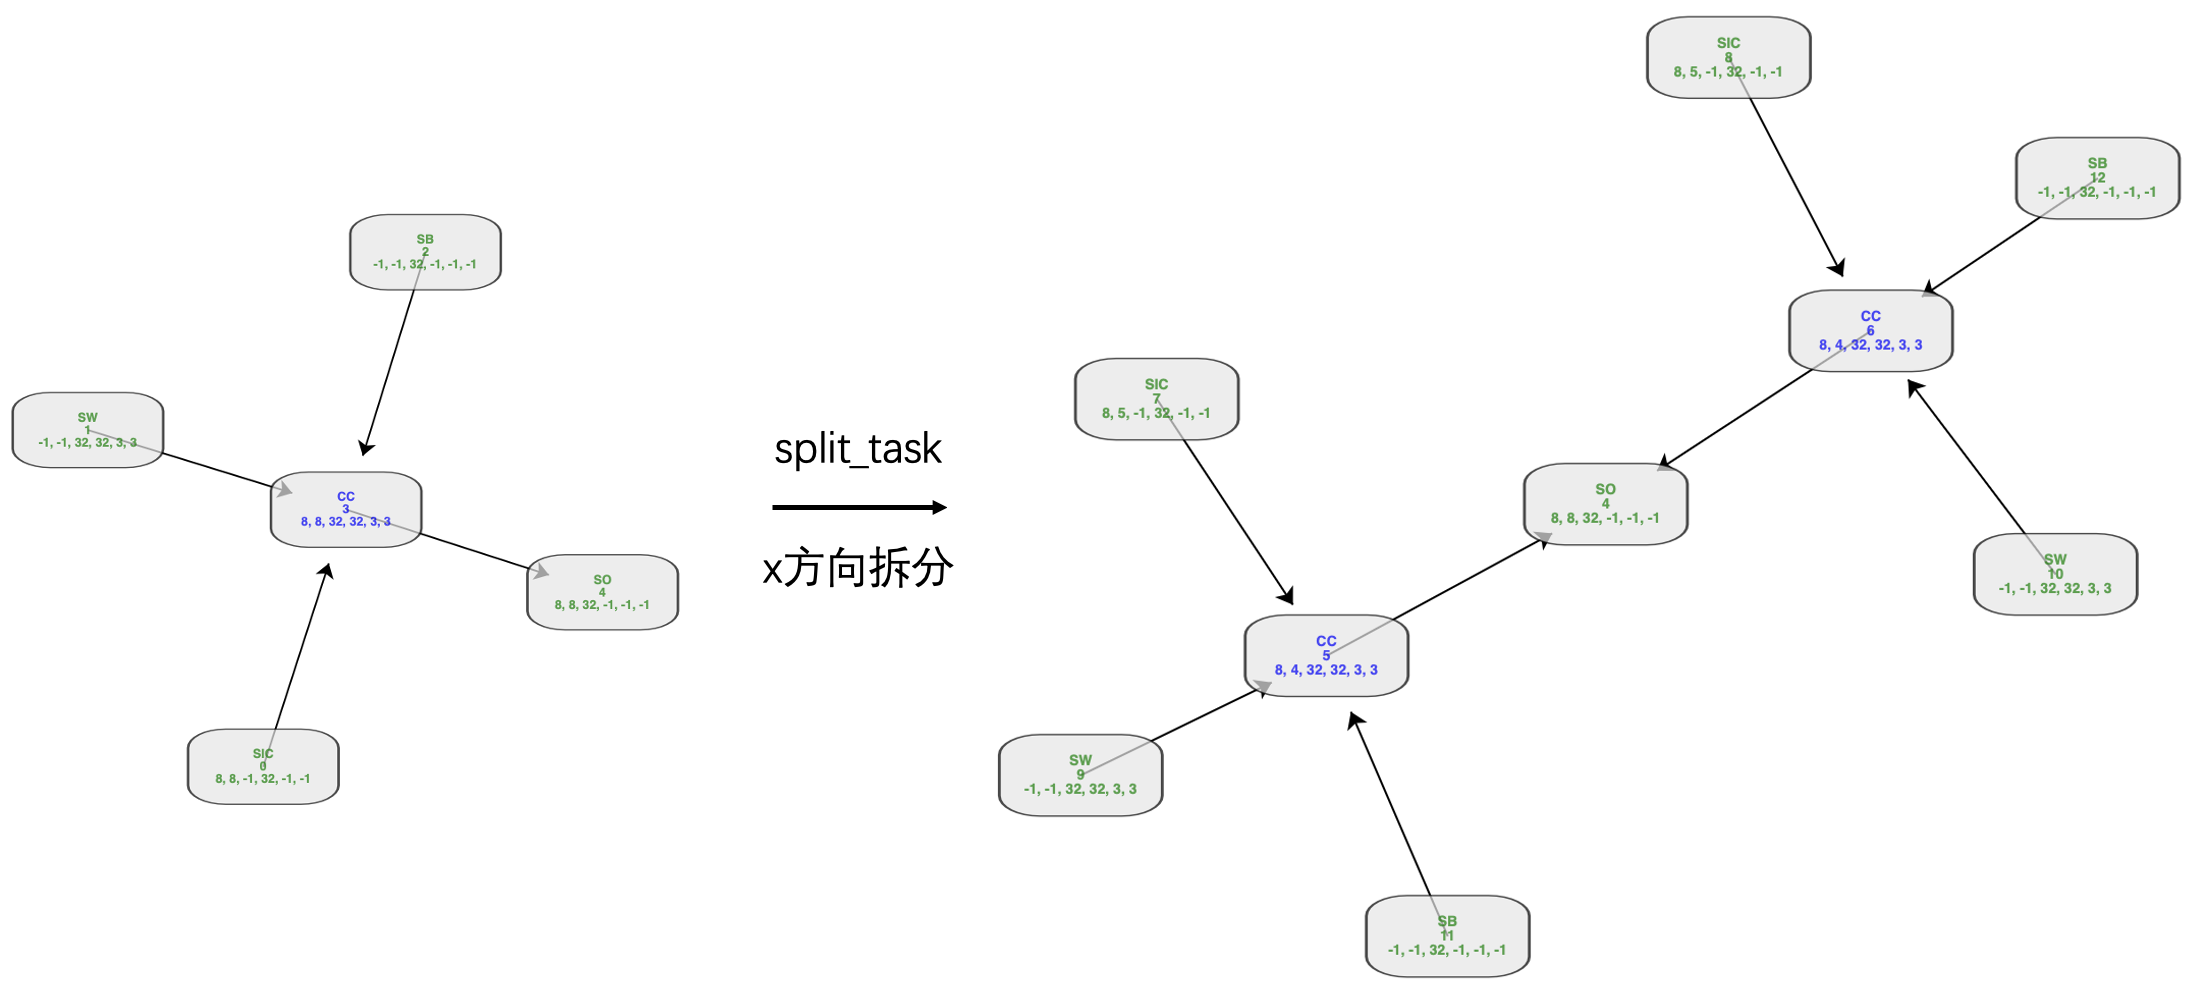 SB
2
-1, -1, 32, -1, -1, -1
SW
1
-1, -1, 32, 32, 3, 3
CC
3
8, 8, 32, 32, 3, 3
SO
4
8, 8, 32, -1, -1, -1
SIC
0
8, 8, -1, 32, -1, -1
split_task
x方向拆分
SIC
8
8, 5, -1, 32, -1, -1
SB
12
-1, -1, 32, -1, -1, -1
CC
6
8, 4, 32, 32, 3, 3
SIC
7
8, 5, -1, 32, -1, -1
SO
4
8, 8, 32, -1, -1, -1
SW
10
-1, -1, 32, 32, 3, 3
CC
5
8, 4, 32, 32, 3, 3
SW
9
-1, -1, 32, 32, 3, 3
SB
11
-1, -1, 32, -1, -1, -1